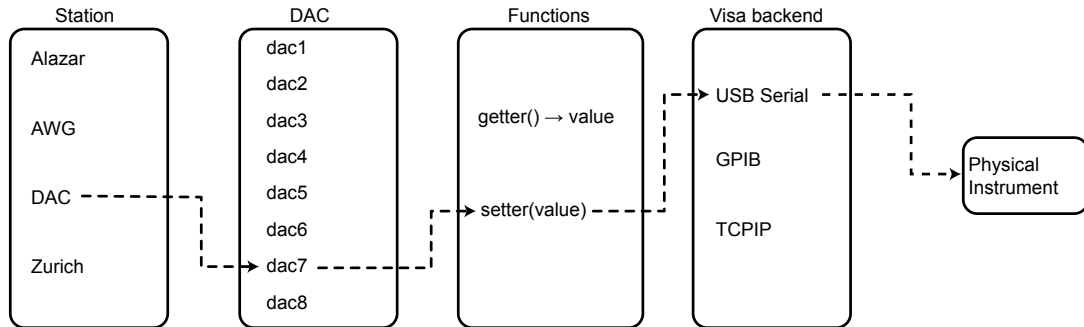 Station
Alazar
AWG
DAC
Zurich
DAC
dac1
dac2
dac3
dac4
dac5
dac6
dac7
dac8
Functions
getter() → value
setter(value)
Visa backend
USB Serial
GPIB
TCPIP
Physical
Instrument